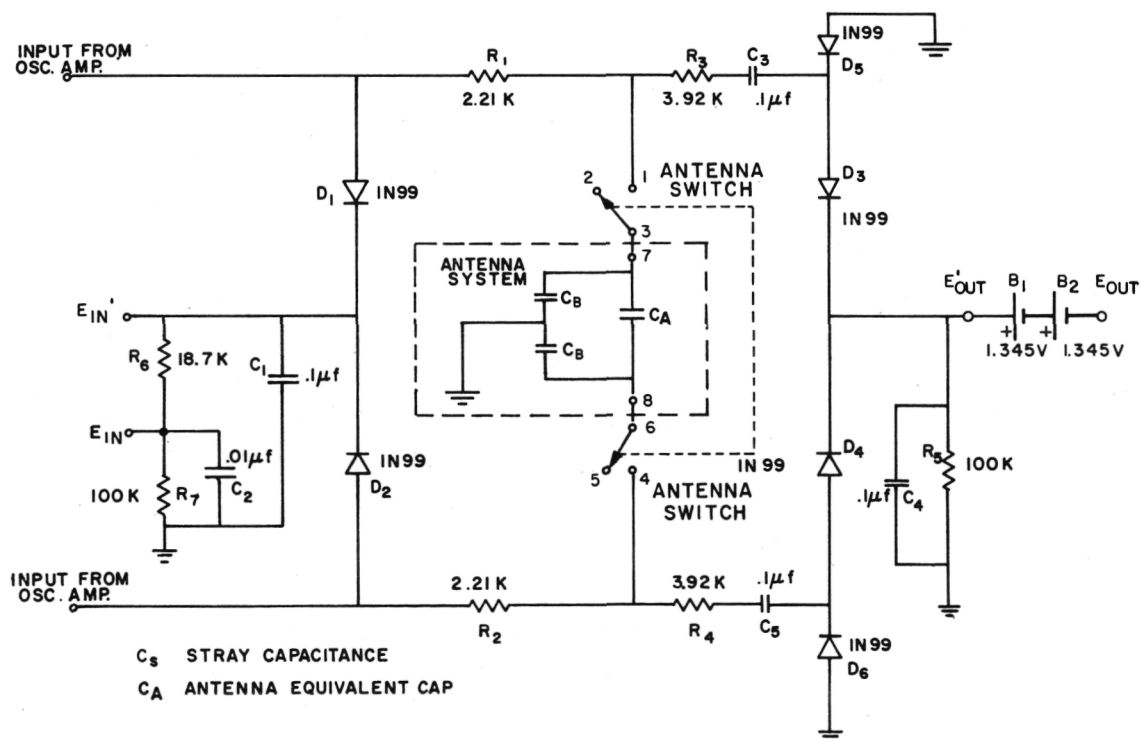 INPUT FROM
OSC. AMP.
R1
2.21 K
R3
3.92 K
C3
.1µf
IN99
D5
D1
IN99
2
1
ANTENNA
SWITCH
3
7
D3
IN99
ANTENNA
SYSTEM
CB
CA
CB
8
6
5
4
IN 99
ANTENNA
SWITCH
EIN'
R6
18.7 K
C1
.1µf
EIN
.01µf
C2
100 K
R7
IN99
D2
E'OUT
B1
B2
EOUT
+
+
1.345V
1.345V
D4
R5
100K
.1µf
C4
INPUT FROM
OSC. AMP.
2.21 K
R2
3.92 K
R4
.1µf
C5
IN99
D6
CS STRAY CAPACITANCE
CA ANTENNA EQUIVALENT CAP